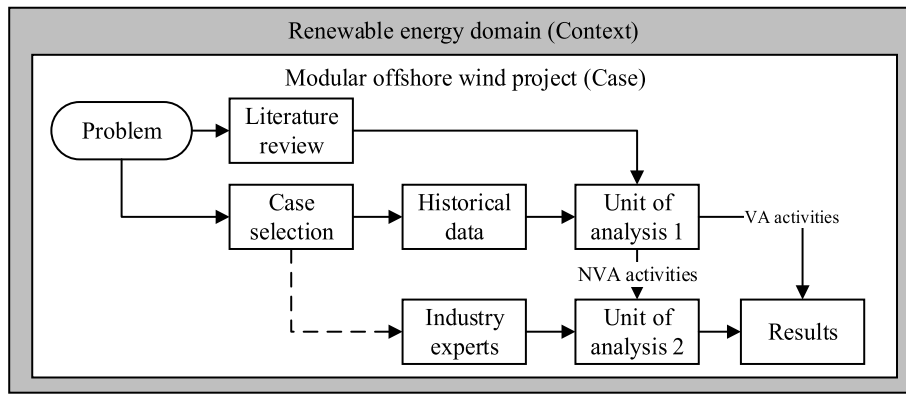 Renewable energy domain (Context)
Modular offshore wind project (Case)
Problem
Literature
review
Case
selection
Historical
data
Unit of
analysis 1
VA activities
NVA activities
Industry
experts
Unit of
analysis 2
Results